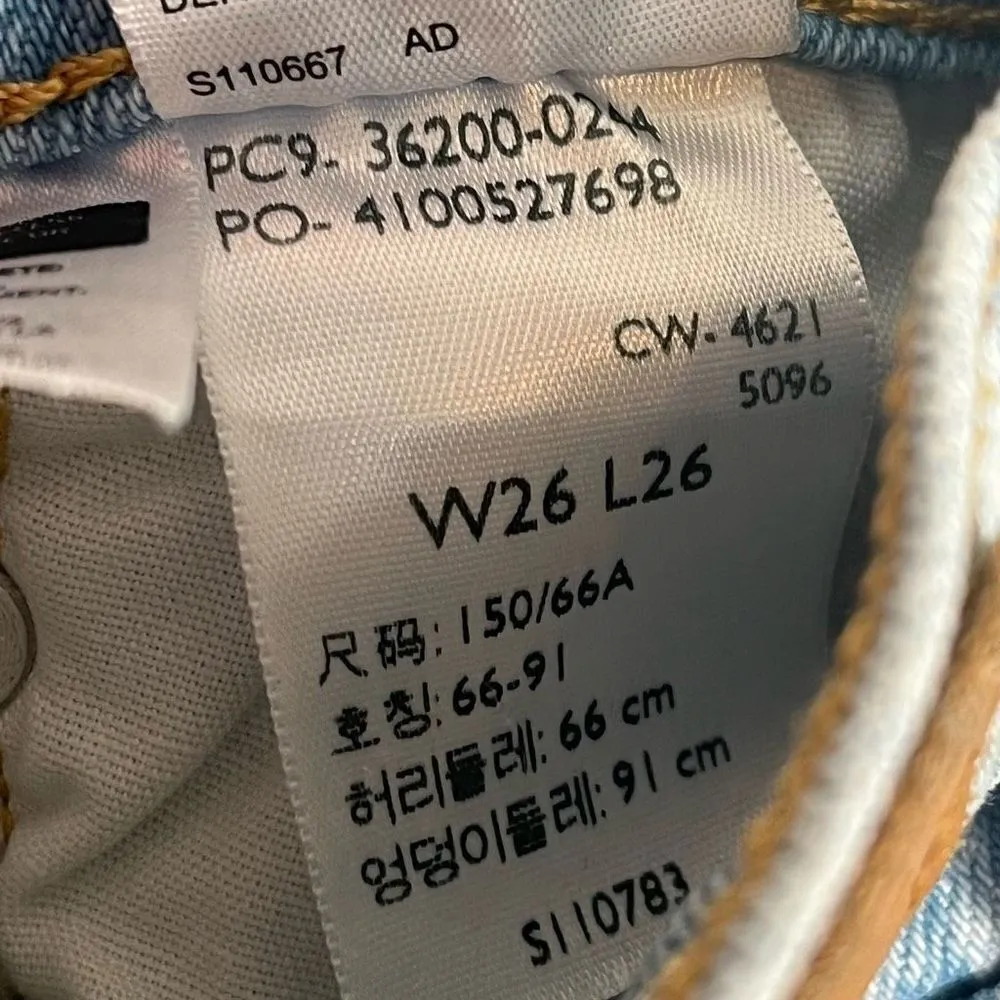 S110667 AD
PC9- 36200-024
PO- 4100527698
CW- 4621
5096
W26 L26
尺码: 150/66A
호칭: 66-91
허리둘레: 66 cm
엉덩이둘레: 91 cm
S110783